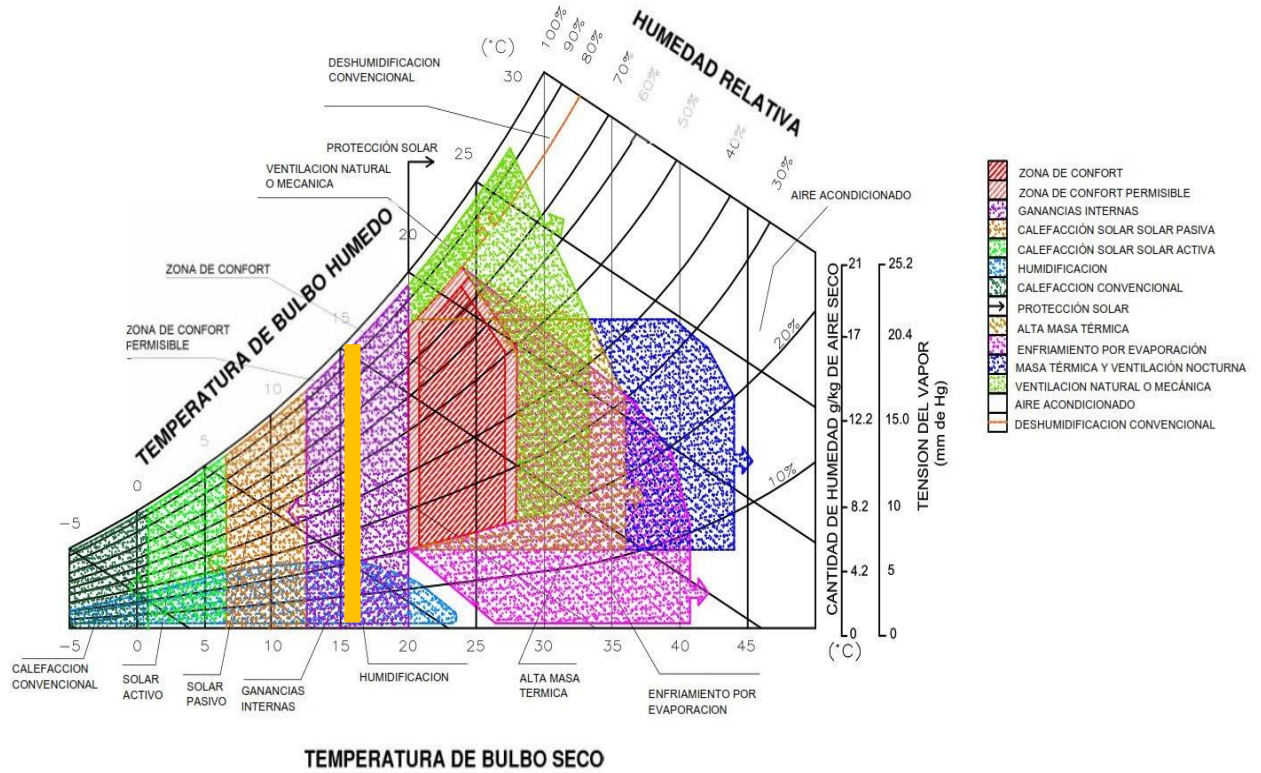 HUMEDAD RELATIVA
100%
90%
80%
70%
60%
50%
40%
30%
20%
10%
(°C)
30
25
20
15
10
5
0
-5
TEMPERATURA DE BULBO HUMEDO
DESHUMIDIFICACION
CONVENCIONAL
PROTECCIÓN SOLAR
VENTILACION NATURAL
O MECANICA
ZONA DE CONFORT
ZONA DE CONFORT
PERMISIBLE
AIRE ACONDICIONADO
CANTIDAD DE HUMEDAD g/kg DE AIRE SECO
21
17
12.2
8.2
4.2
0
TENSION DEL VAPOR
(mm de Hg)
25.2
20.4
15.0
10
5
0
-5
0
5
10
15
20
25
30
35
40
45
(°C)
CALEFACCION
CONVENCIONAL
SOLAR
ACTIVO
SOLAR
PASIVO
GANANCIAS
INTERNAS
HUMIDIFICACION
ALTA MASA
TERMICA
ENFRIAMIENTO POR
EVAPORACION
TEMPERATURA DE BULBO SECO
ZONA DE CONFORT
ZONA DE CONFORT PERMISIBLE
GANANCIAS INTERNAS
CALEFACCIÓN SOLAR SOLAR PASIVA
CALEFACCIÓN SOLAR SOLAR ACTIVA
HUMIDIFICACION
CALEFACCION CONVENCIONAL
PROTECCIÓN SOLAR
ALTA MASA TÉRMICA
ENFRIAMIENTO POR EVAPORACIÓN
MASA TÉRMICA Y VENTILACIÓN NOCTURNA
VENTILACION NATURAL O MECÁNICA
AIRE ACONDICIONADO
DESHUMIDIFICACION CONVENCIONAL